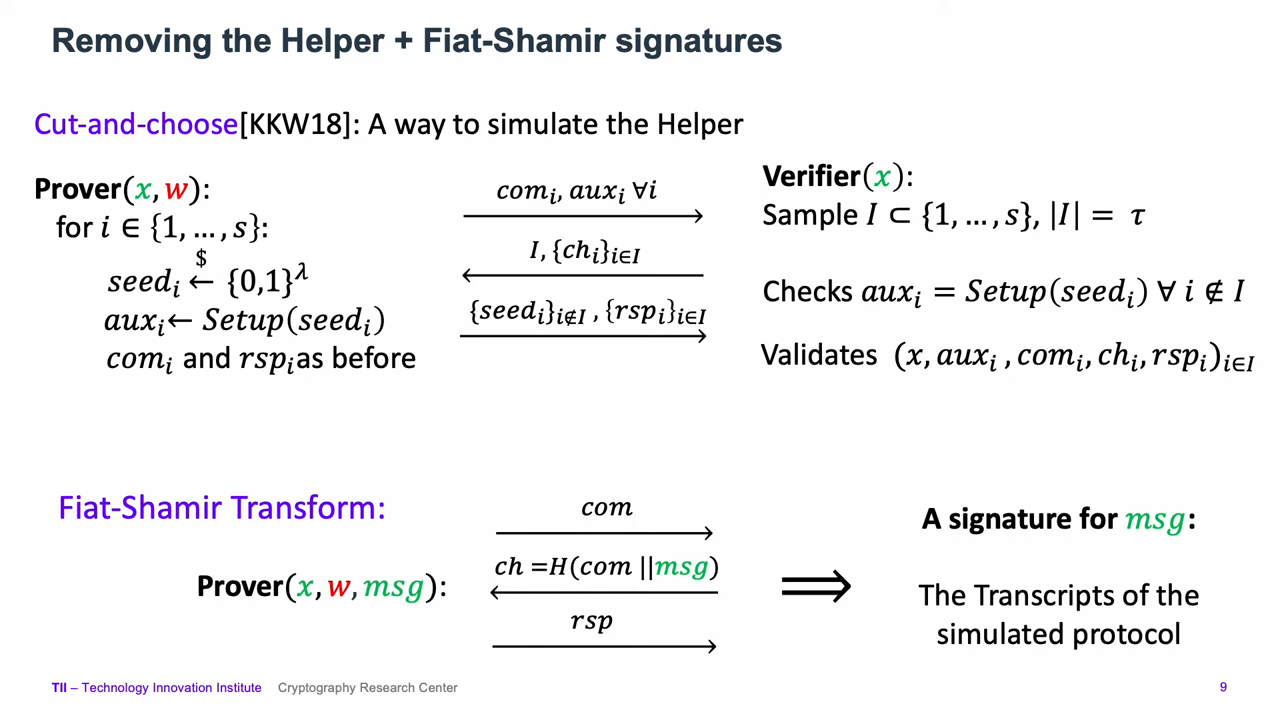 Removing the Helper + Fiat-Shamir signatures
Cut-and-choose[KKW18]: A way to simulate the Helper
Prover(x, w):
for i ∈ {1, … , s}:
seed_i ←$ {0,1}^λ
aux_i ← Setup(seed_i)
com_i and rsp_i as before
com_i, aux_i ∀i
I, {ch_i}_{i∈I}
{seed_i}_{i∉I} , {rsp_i}_{i∈I}
Verifier(x):
Sample I ⊂ {1, … , s}, |I| = τ
Checks aux_i = Setup(seed_i) ∀ i ∉ I
Validates (x, aux_i , com_i, ch_i, rsp_i)_{i∈I}
Fiat-Shamir Transform:
Prover(x, w, msg):
com
ch =H(com ||msg)
rsp
⟹
A signature for msg:
The Transcripts of the
simulated protocol
TII – Technology Innovation Institute Cryptography Research Center
9